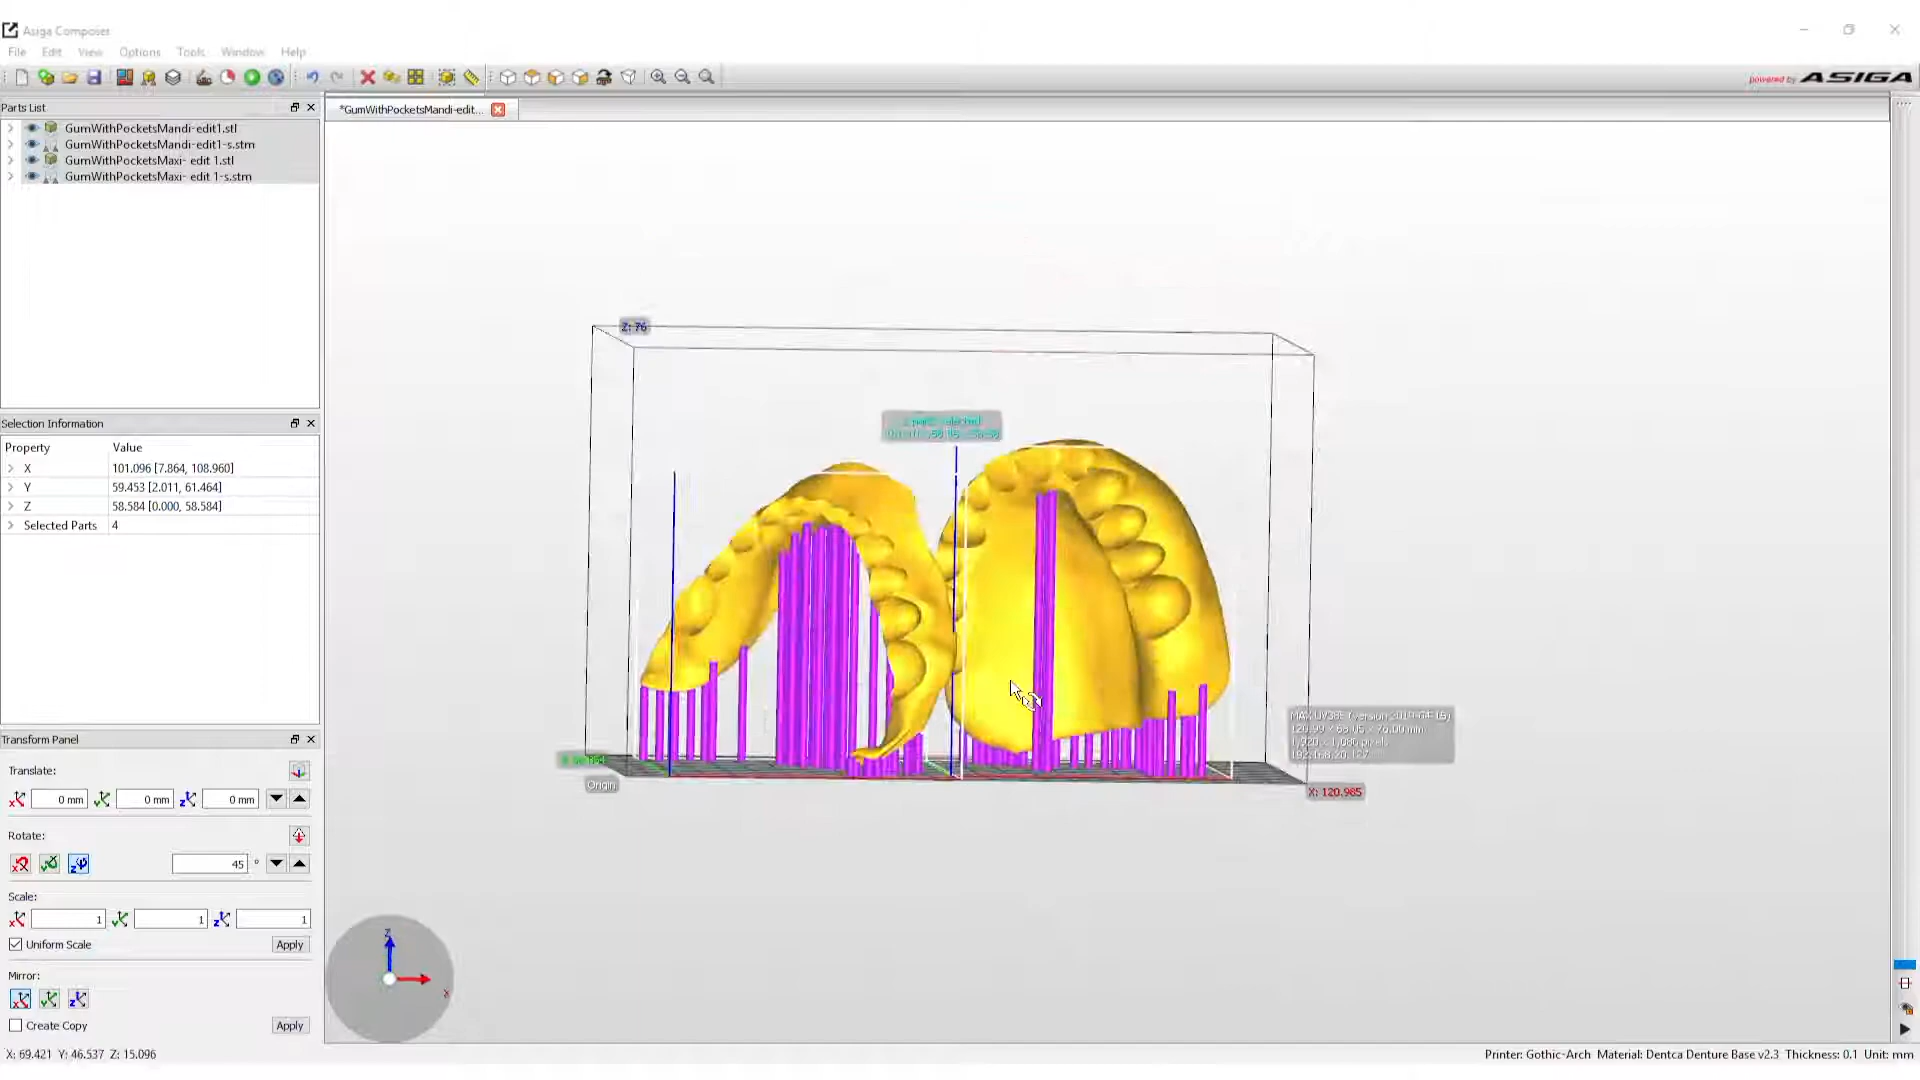 Asiga Composer
File Edit View Options Tools Window Help
powered by ASIGA
Parts List
*GumWithPocketsMandi-edit...
GumWithPocketsMandi-edit1.stl
GumWithPocketsMandi-edit1-s.stm
GumWithPocketsMaxi- edit 1.stl
GumWithPocketsMaxi- edit 1-s.stm
Z: 76
Selection Information
Property Value
X 101.096 [7.864, 108.960]
Y 59.453 [2.011, 61.464]
Z 58.584 [0.000, 58.584]
Selected Parts 4
Origin
X: 120.985
Transform Panel
Translate:
0 mm 0 mm 0 mm
Rotate:
45 °
Scale:
1 1 1
Uniform Scale Apply
Mirror:
Create Copy Apply
Z
X
X: 69.421 Y: 46.537 Z: 15.096
Printer: Gothic-Arch Material: Dentca Denture Base v2.3 Thickness: 0.1 Unit: mm